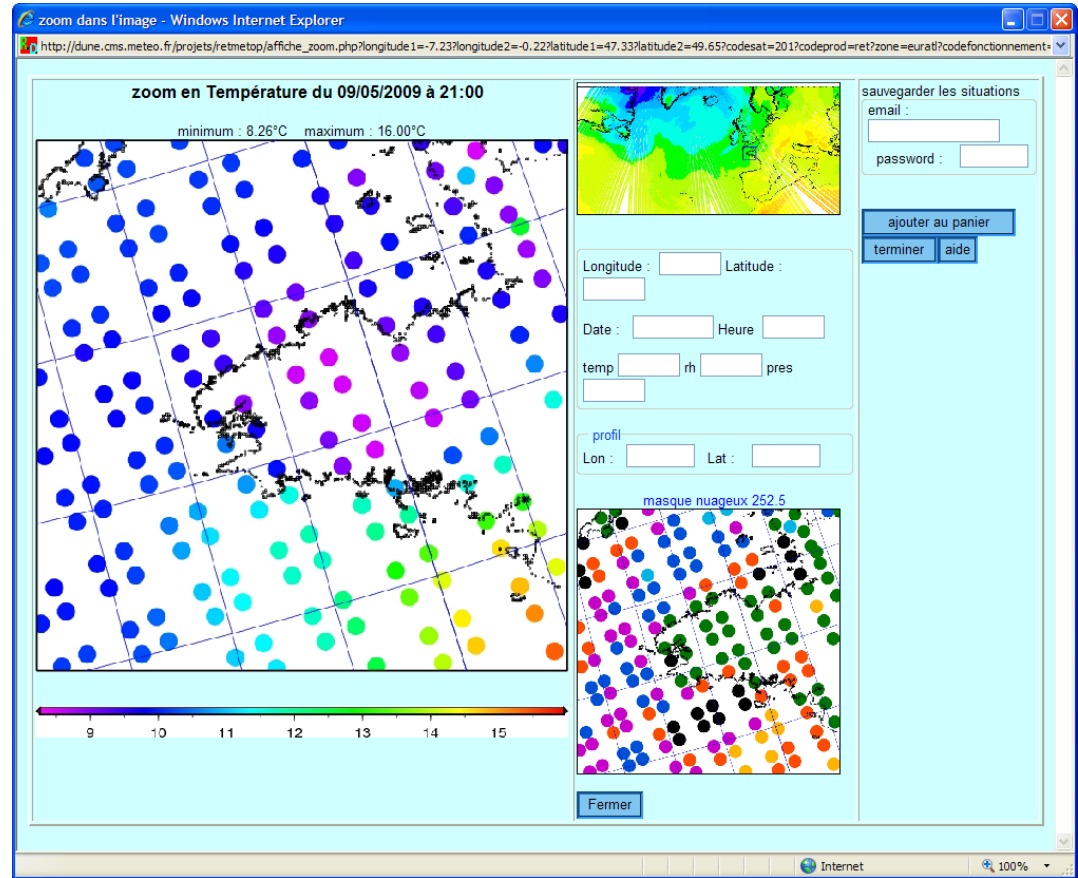 zoom dans l'image - Windows Internet Explorer
http://dune.cms.meteo.fr/projets/retmetop/affiche_zoom.php?longitude1=-7.23?longitude2=-0.22?latitude1=47.33?latitude2=49.65?codesat=201?codeprod=ret?zone=euratl?codefonctionnement=
zoom en Température du 09/05/2009 à 21:00
minimum : 8.26°C maximum : 16.00°C
9 10 11 12 13 14 15
Longitude : Latitude :
Date : Heure
temp rh pres
profil
Lon : Lat :
masque nuageux 252.5
Fermer
sauvegarder les situations
email :
password :
ajouter au panier
terminer aide
Internet 100%